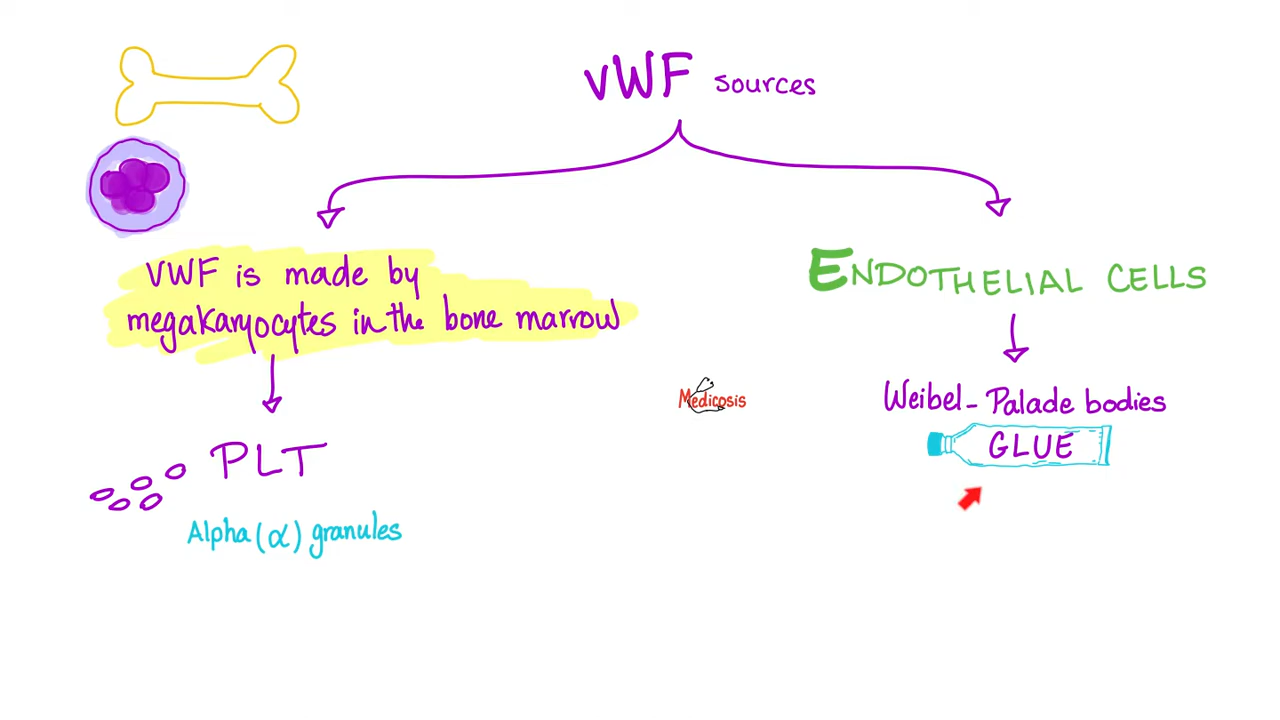 vWF sources
VWF is made by
megakaryocytes in the bone marrow
PLT
Alpha (α) granules
ENDOTHELIAL CELLS
Weibel-Palade bodies
GLUE
Medicosis